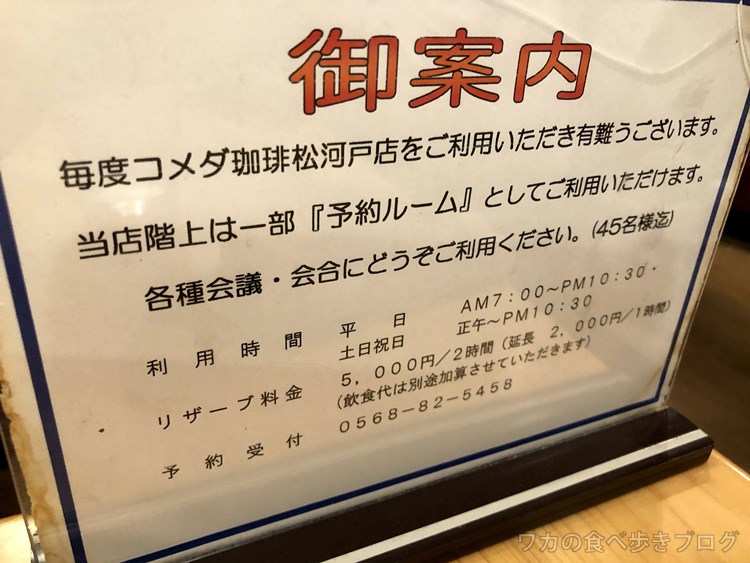 御案内
毎度コメダ珈琲松河戸店をご利用いただき有難うございます。
当店階上は一部『予約ルーム』としてご利用いただけます。
各種会議・会合にどうぞご利用ください。(45名様迄)
利用時間 平日 AM7:00～PM10:30
土日祝日 正午～PM10:30
リザーブ料金 5,000円/2時間 (延長 2,000円/1時間)
(飲食代は別途加算させていただきます)
予約受付 0568-82-5458
ワカの食べ歩きブログ